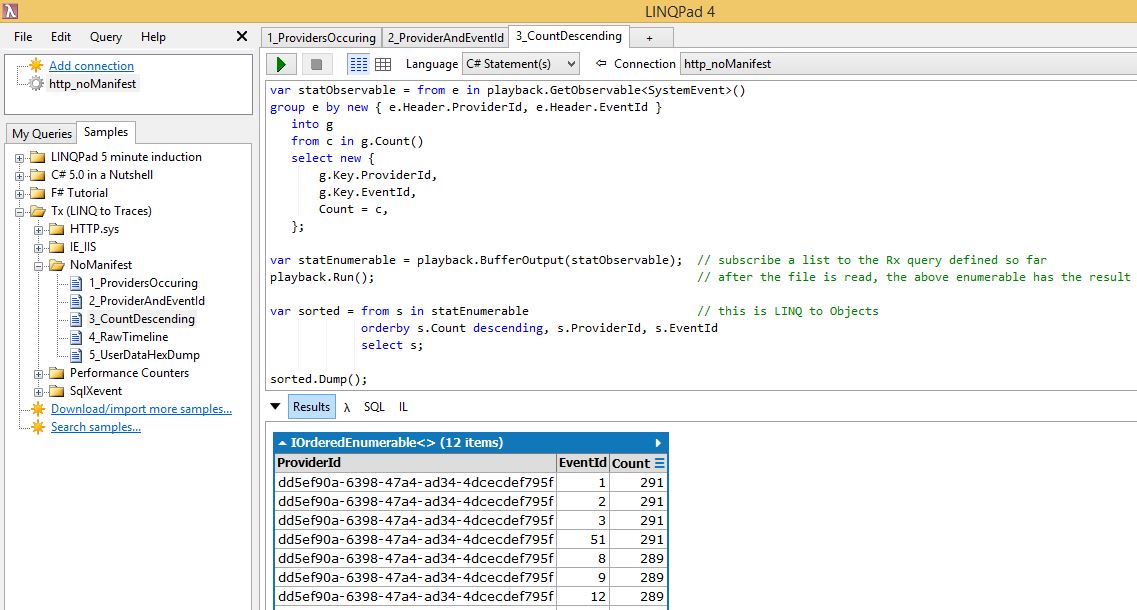 LINQPad 4
File Edit Query Help
Add connection
http_noManifest
My Queries Samples
LINQPad 5 minute induction
C# 5.0 in a Nutshell
F# Tutorial
Tx (LINQ to Traces)
HTTP.sys
IE_IIS
NoManifest
1_ProvidersOccuring
2_ProviderAndEventId
3_CountDescending
4_RawTimeline
5_UserDataHexDump
Performance Counters
SqlXevent
Download/import more samples...
Search samples...
1_ProvidersOccuring 2_ProviderAndEventId 3_CountDescending +
Language C# Statement(s) Connection http_noManifest
var statObservable = from e in playback.GetObservable<SystemEvent>()
group e by new { e.Header.ProviderId, e.Header.EventId }
into g
from c in g.Count()
select new {
g.Key.ProviderId,
g.Key.EventId,
Count = c,
};
var statEnumerable = playback.BufferOutput(statObservable); // subscribe a list to the Rx query defined so far
playback.Run(); // after the file is read, the above enumerable has the result
var sorted = from s in statEnumerable // this is LINQ to Objects
orderby s.Count descending, s.ProviderId, s.EventId
select s;
sorted.Dump();
Results λ SQL IL
IOrderedEnumerable<> (12 items)
ProviderId EventId Count
dd5ef90a-6398-47a4-ad34-4dcecdef795f 1 291
dd5ef90a-6398-47a4-ad34-4dcecdef795f 2 291
dd5ef90a-6398-47a4-ad34-4dcecdef795f 3 291
dd5ef90a-6398-47a4-ad34-4dcecdef795f 51 291
dd5ef90a-6398-47a4-ad34-4dcecdef795f 8 289
dd5ef90a-6398-47a4-ad34-4dcecdef795f 9 289
dd5ef90a-6398-47a4-ad34-4dcecdef795f 12 289